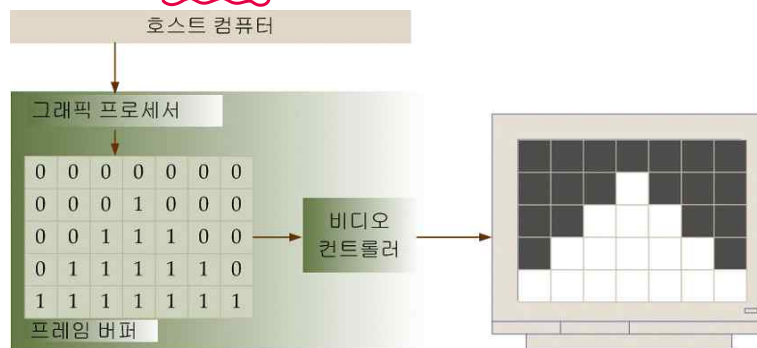 호스트 컴퓨터
그래픽 프로세서
0 0 0 0 0 0 0
0 0 0 1 0 0 0
0 0 1 1 1 0 0
0 1 1 1 1 1 0
1 1 1 1 1 1 1
프레임 버퍼
비디오
컨트롤러